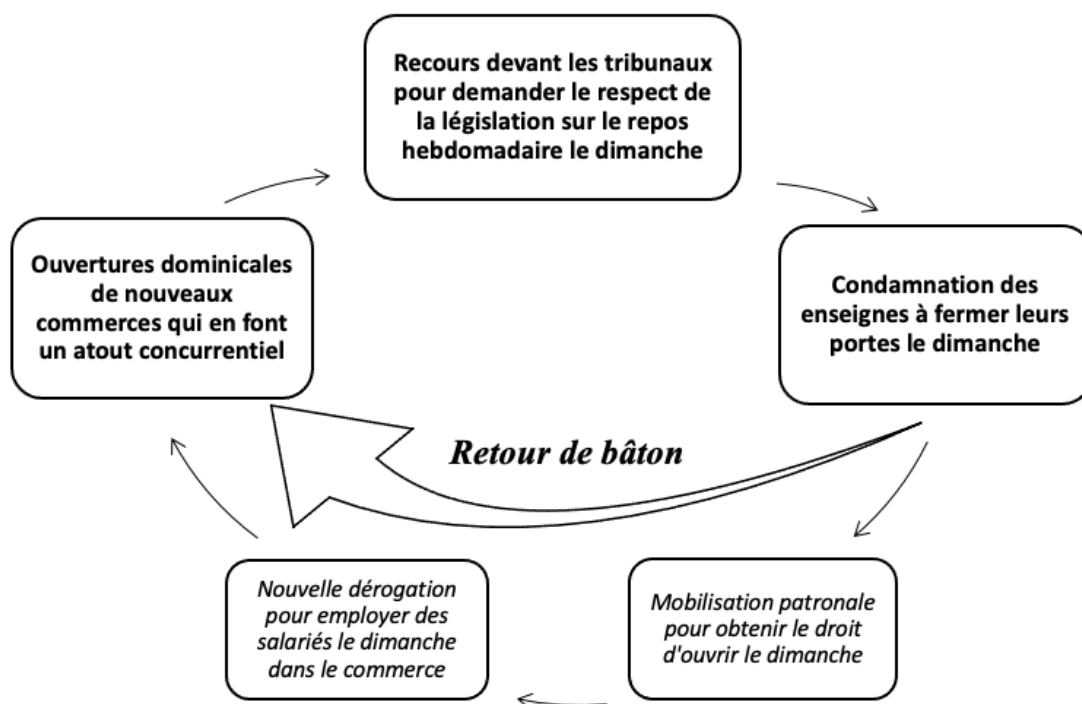 Recours devant les tribunaux
pour demander le respect de
la législation sur le repos
hebdomadaire le dimanche
Ouvertures dominicales
de nouveaux
commerces qui en font
un atout concurrentiel
Condamnation des
enseignes à fermer leurs
portes le dimanche
Retour de bâton
Nouvelle dérogation
pour employer des
salariés le dimanche
dans le commerce
Mobilisation patronale
pour obtenir le droit
d'ouvrir le dimanche